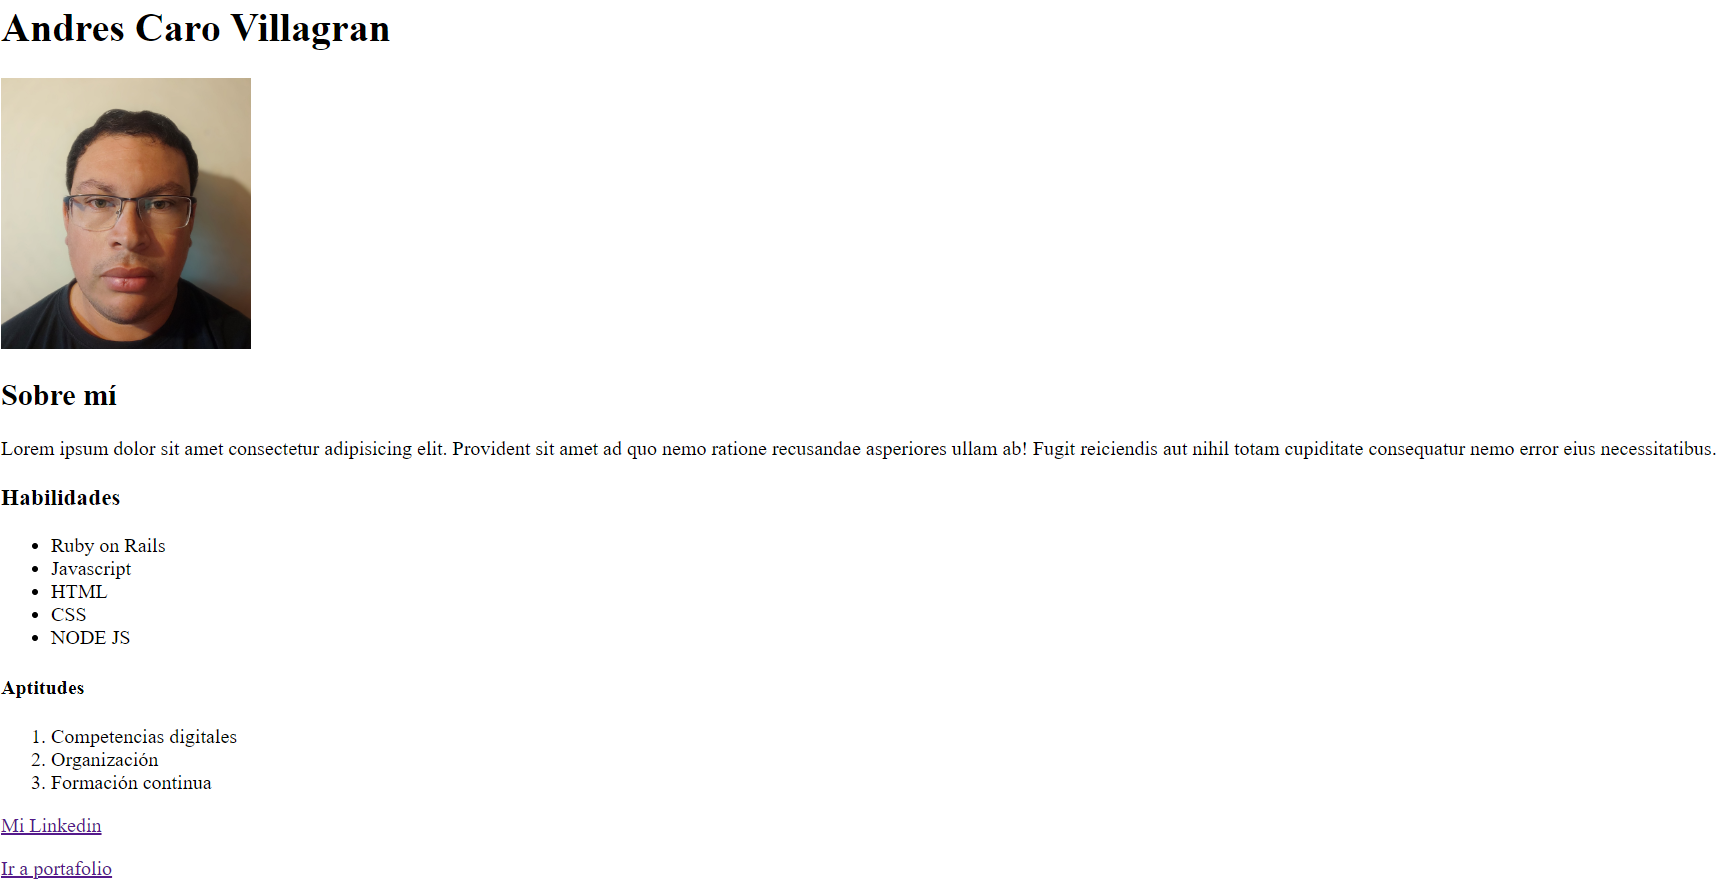 Andres Caro Villagran
Sobre mí
Lorem ipsum dolor sit amet consectetur adipisicing elit. Provident sit amet ad quo nemo ratione recusandae asperiores ullam ab! Fugit reiciendis aut nihil totam cupiditate consequatur nemo error eius necessitatibus.
Habilidades
• Ruby on Rails
• Javascript
• HTML
• CSS
• NODE JS
Aptitudes
1. Competencias digitales
2. Organización
3. Formación continua
Mi Linkedin
Ir a portafolio